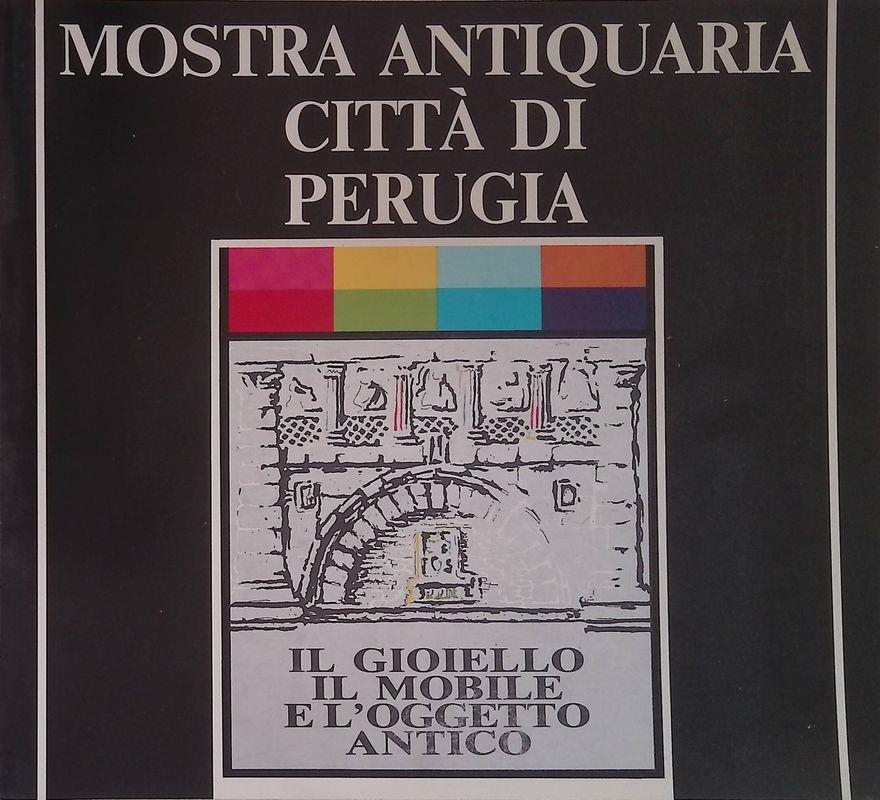 MOSTRA ANTIQUARIA
CITTÀ DI
PERUGIA
IL GIOIELLO
IL MOBILE
E L'OGGETTO
ANTICO